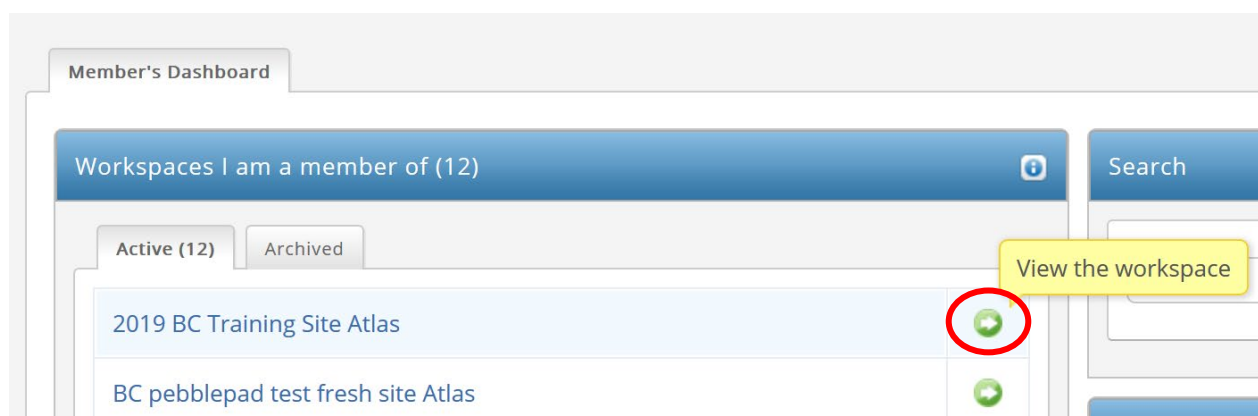 Member's Dashboard
Workspaces I am a member of (12)
Search
Active (12)
Archived
View the workspace
2019 BC Training Site Atlas
BC pebblepad test fresh site Atlas